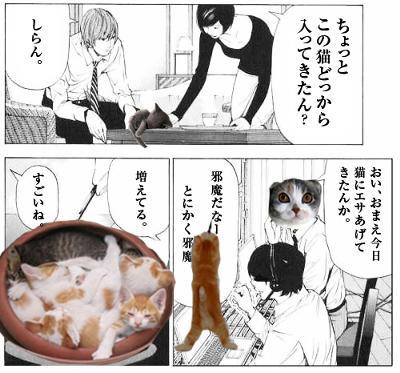 ちょっと
この猫どっから
入ってきたん?
しらん。
おい、おまえ今日
猫にエサあげて
きたんか。
邪魔だなー
とにかく邪魔
増えてる。
すごいね。